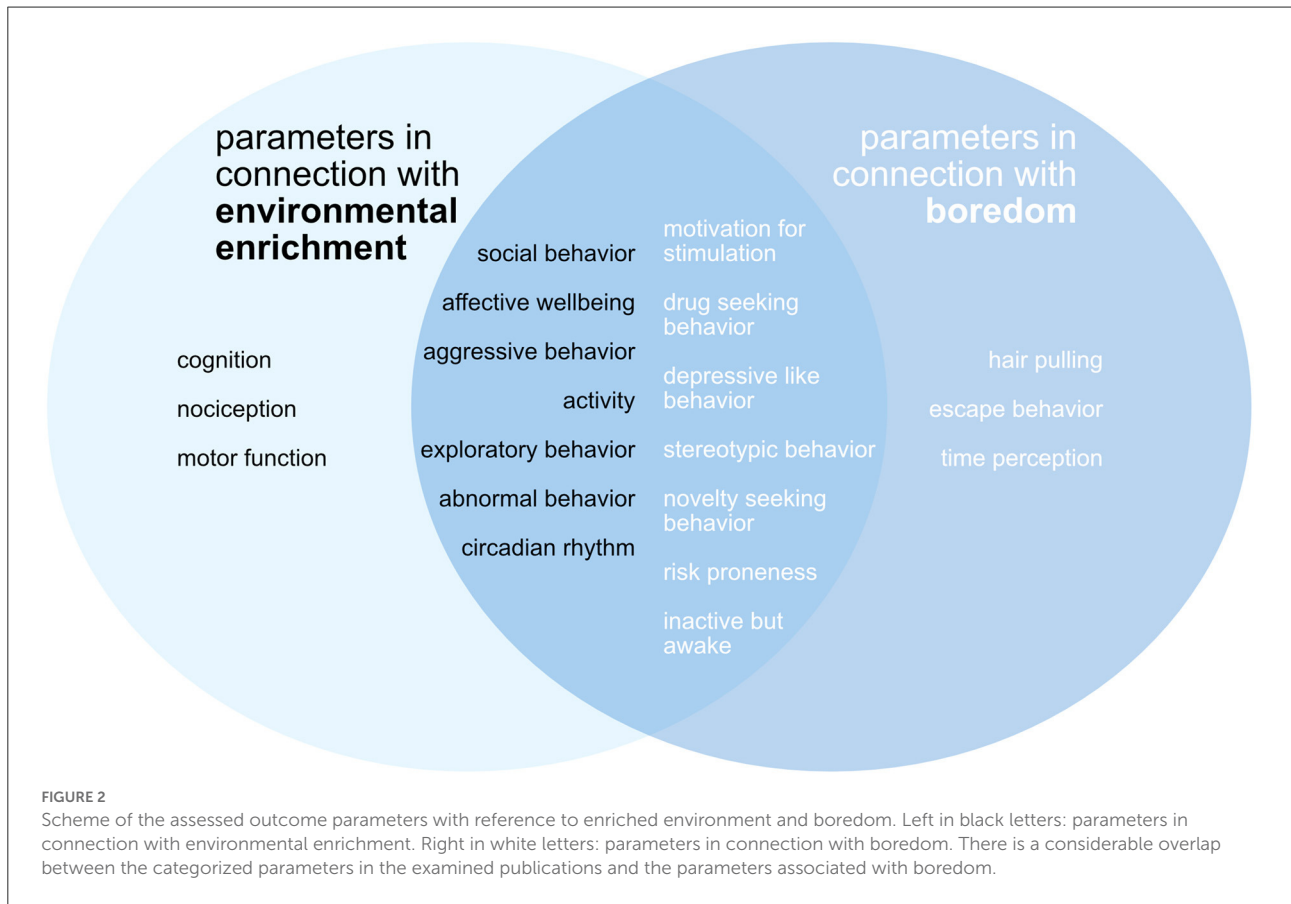 parameters in
connection with
environmental
enrichment
cognition
nociception
motor function
social behavior
affective wellbeing
aggressive behavior
activity
exploratory behavior
abnormal behavior
circadian rhythm
motivation for
stimulation
drug seeking
behavior
depressive like
behavior
stereotypic behavior
novelty seeking
behavior
risk proneness
inactive but
awake
parameters in
connection with
boredom
hair pulling
escape behavior
time perception
FIGURE 2
Scheme of the assessed outcome parameters with reference to enriched environment and boredom. Left in black letters: parameters in
connection with environmental enrichment. Right in white letters: parameters in connection with boredom. There is a considerable overlap
between the categorized parameters in the examined publications and the parameters associated with boredom.